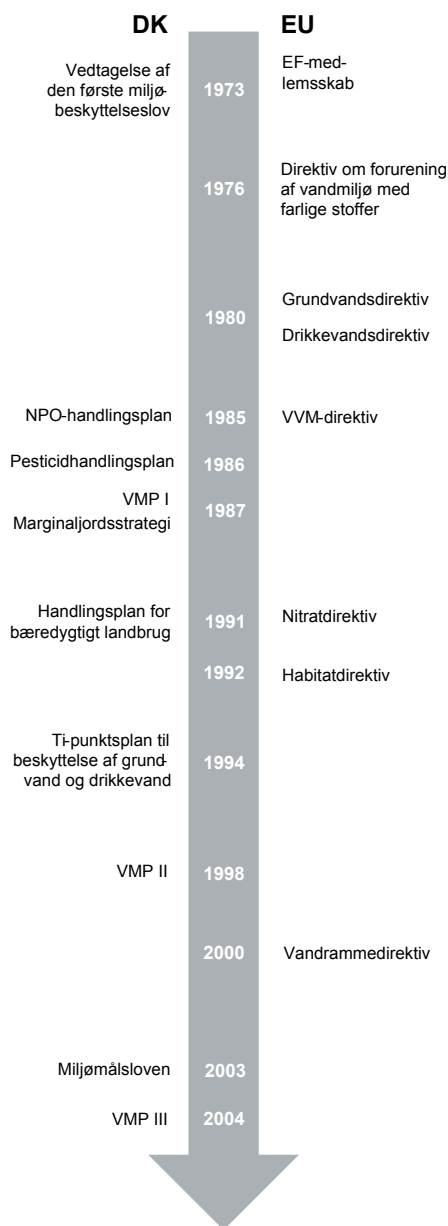 DK EU
Vedtagelse af
den første miljø-
beskyttelseslov
1973
EF-med-
lemsskab
1976
Direktiv om forurening
af vandmiljø med
farlige stoffer
1980
Grundvandsdirektiv
Drikkevandsdirektiv
NPO-handlingsplan
1985
VVM-direktiv
Pesticidhandlingsplan
1986
VMP I
Marginaljordsstrategi
1987
Handlingsplan for
bæredygtigt landbrug
1991
Nitratdirektiv
1992
Habitatdirektiv
Ti-punktsplan til
beskyttelse af grund-
vand og drikkevand
1994
VMP II
1998
2000
Vandrammedirektiv
Miljømålsloven
2003
VMP III
2004